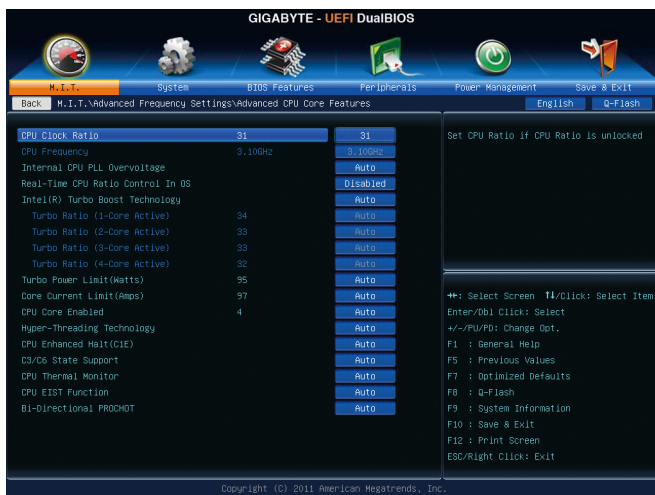 GIGABYTE - UEFI DualBIOS
M.I.T. System BIOS Features Peripherals Power Management Save & Exit
Back M.I.T.\Advanced Frequency Settings\Advanced CPU Core Features English Q-Flash
CPU Clock Ratio 31 31
CPU Frequency 3.10GHz 3.10GHz
Internal CPU PLL Overvoltage Auto
Real-Time CPU Ratio Control In OS Disabled
Intel(R) Turbo Boost Technology Auto
Turbo Ratio (1-Core Active) 34 Auto
Turbo Ratio (2-Core Active) 33 Auto
Turbo Ratio (3-Core Active) 33 Auto
Turbo Ratio (4-Core Active) 32 Auto
Turbo Power Limit(Watts) 95 Auto
Core Current Limit(Amps) 97 Auto
CPU Core Enabled 4 Auto
Hyper-Threading Technology Auto
CPU Enhanced Halt(C1E) Auto
C3/C6 State Support Auto
CPU Thermal Monitor Auto
CPU EIST Function Auto
Bi-Directional PROCHOT Auto
Set CPU Ratio if CPU Ratio is unlocked
↔: Select Screen ↑↓/Click: Select Item
Enter/Dbl Click: Select
+/-/PU/PD: Change Opt.
F1 : General Help
F5 : Previous Values
F7 : Optimized Defaults
F8 : Q-Flash
F9 : System Information
F10 : Save & Exit
F12 : Print Screen
ESC/Right Click: Exit
Copyright (C) 2011 American Megatrends, Inc.